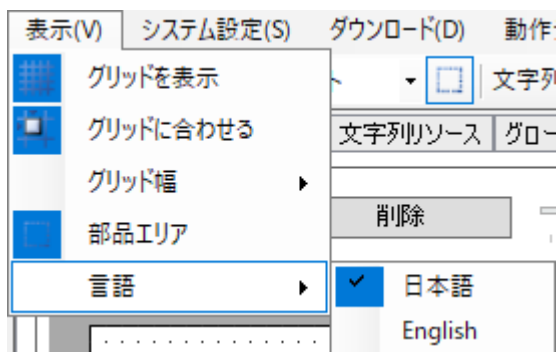 表示(V) システム設定(S) ダウンロード(D) 動作
グリッドを表示
文字列
グリッドに合わせる
文字列リソース グロー
グリッド幅
削除
部品エリア
言語
日本語
English